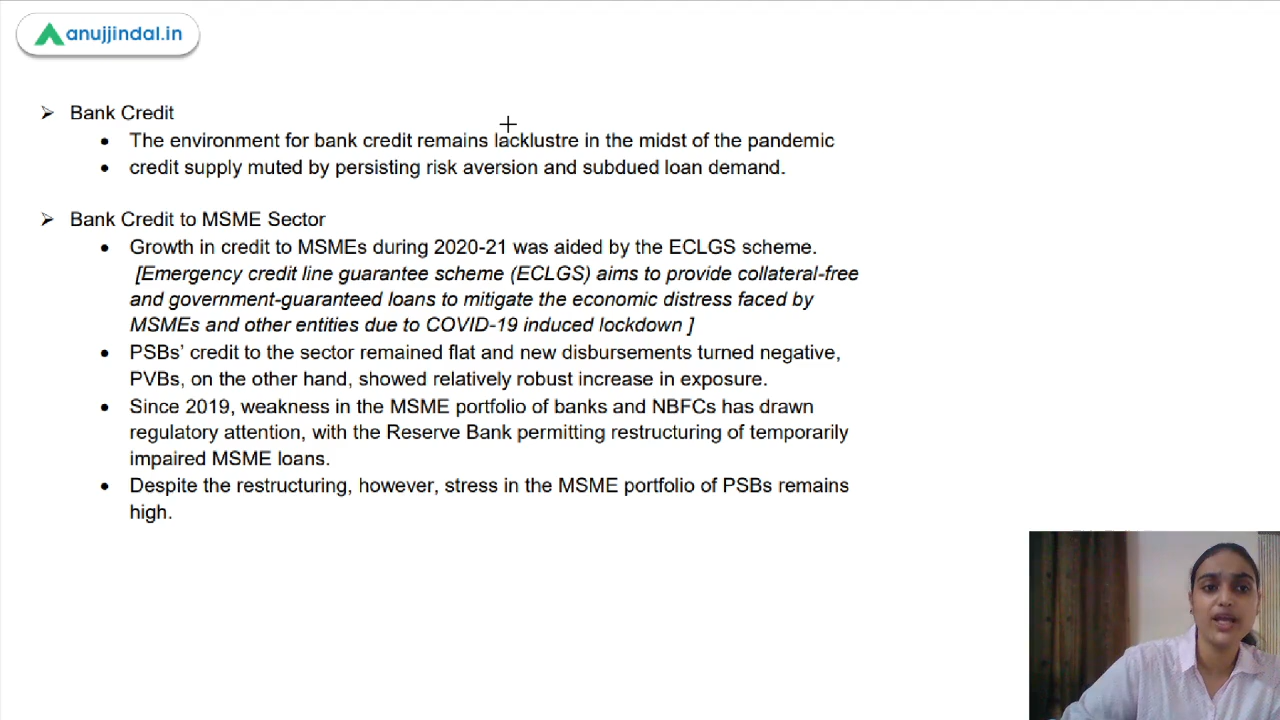 anujjindal.in
Bank Credit
The environment for bank credit remains lacklustre in the midst of the pandemic
credit supply muted by persisting risk aversion and subdued loan demand.
Bank Credit to MSME Sector
Growth in credit to MSMEs during 2020-21 was aided by the ECLGS scheme.
[Emergency credit line guarantee scheme (ECLGS) aims to provide collateral-free
and government-guaranteed loans to mitigate the economic distress faced by
MSMEs and other entities due to COVID-19 induced lockdown ]
PSBs’ credit to the sector remained flat and new disbursements turned negative,
PVBs, on the other hand, showed relatively robust increase in exposure.
Since 2019, weakness in the MSME portfolio of banks and NBFCs has drawn
regulatory attention, with the Reserve Bank permitting restructuring of temporarily
impaired MSME loans.
Despite the restructuring, however, stress in the MSME portfolio of PSBs remains
high.